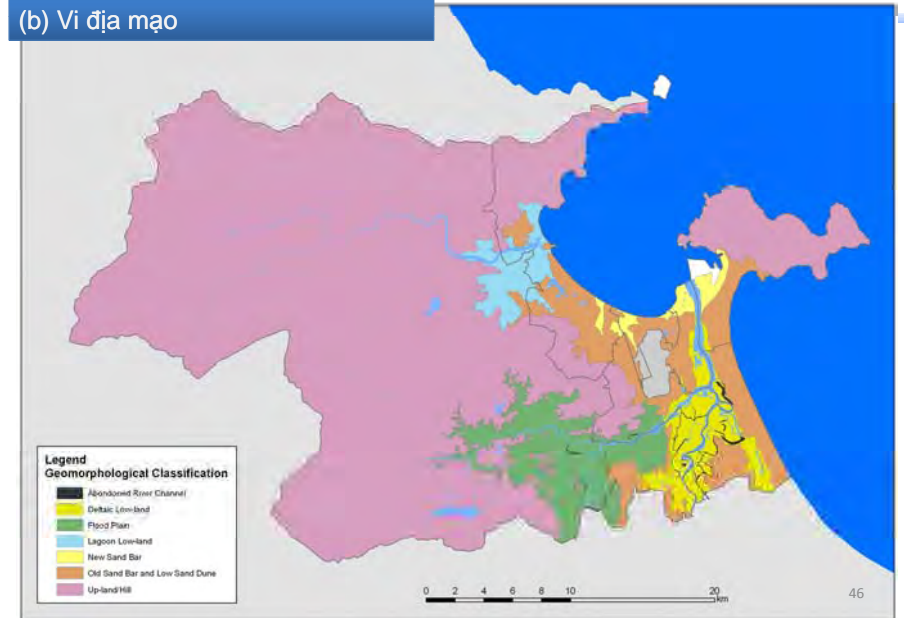 (b) Vi địa mạo
Legend
Geomorphological Classification
Abandoned River Channel
Deltaic Low-land
Flood Plain
Lagoon Low-land
New Sand Bar
Old Sand Bar and Low Sand Dune
Up-land/Hill
0 2 4 6 8 10 20
km
46